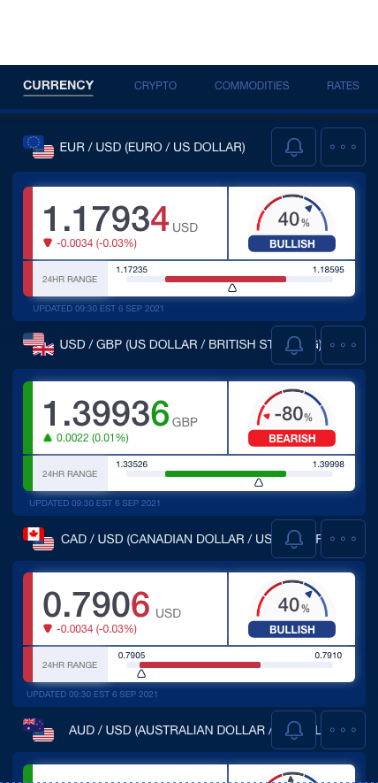 CURRENCY CRYPTO COMMODITIES RATES
EUR / USD (EURO / US DOLLAR)
1.17934 USD
-0.0034 (-0.03%)
40%
BULLISH
24HR RANGE
1.17235 1.18595
UPDATED 09:30 EST 6 SEP 2021
USD / GBP (US DOLLAR / BRITISH ST G)
1.39936 GBP
0.0022 (0.01%)
-80%
BEARISH
24HR RANGE
1.33526 1.39998
UPDATED 09:30 EST 6 SEP 2021
CAD / USD (CANADIAN DOLLAR / US
0.7906 USD
-0.0034 (-0.03%)
40%
BULLISH
24HR RANGE
0.7905 0.7910
UPDATED 09:30 EST 6 SEP 2021
AUD / USD (AUSTRALIAN DOLLAR /